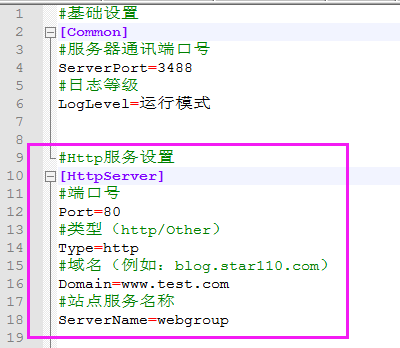 1 #基础设置
2 [Common]
3 #服务器通讯端口号
4 ServerPort=3488
5 #日志等级
6 LogLevel=运行模式
7
8
9 #Http服务设置
10 [HttpServer]
11 #端口号
12 Port=80
13 #类型（http/Other）
14 Type=http
15 #域名（例如：blog.star110.com）
16 Domain=www.test.com
17 #站点服务名称
18 ServerName=webgroup
19